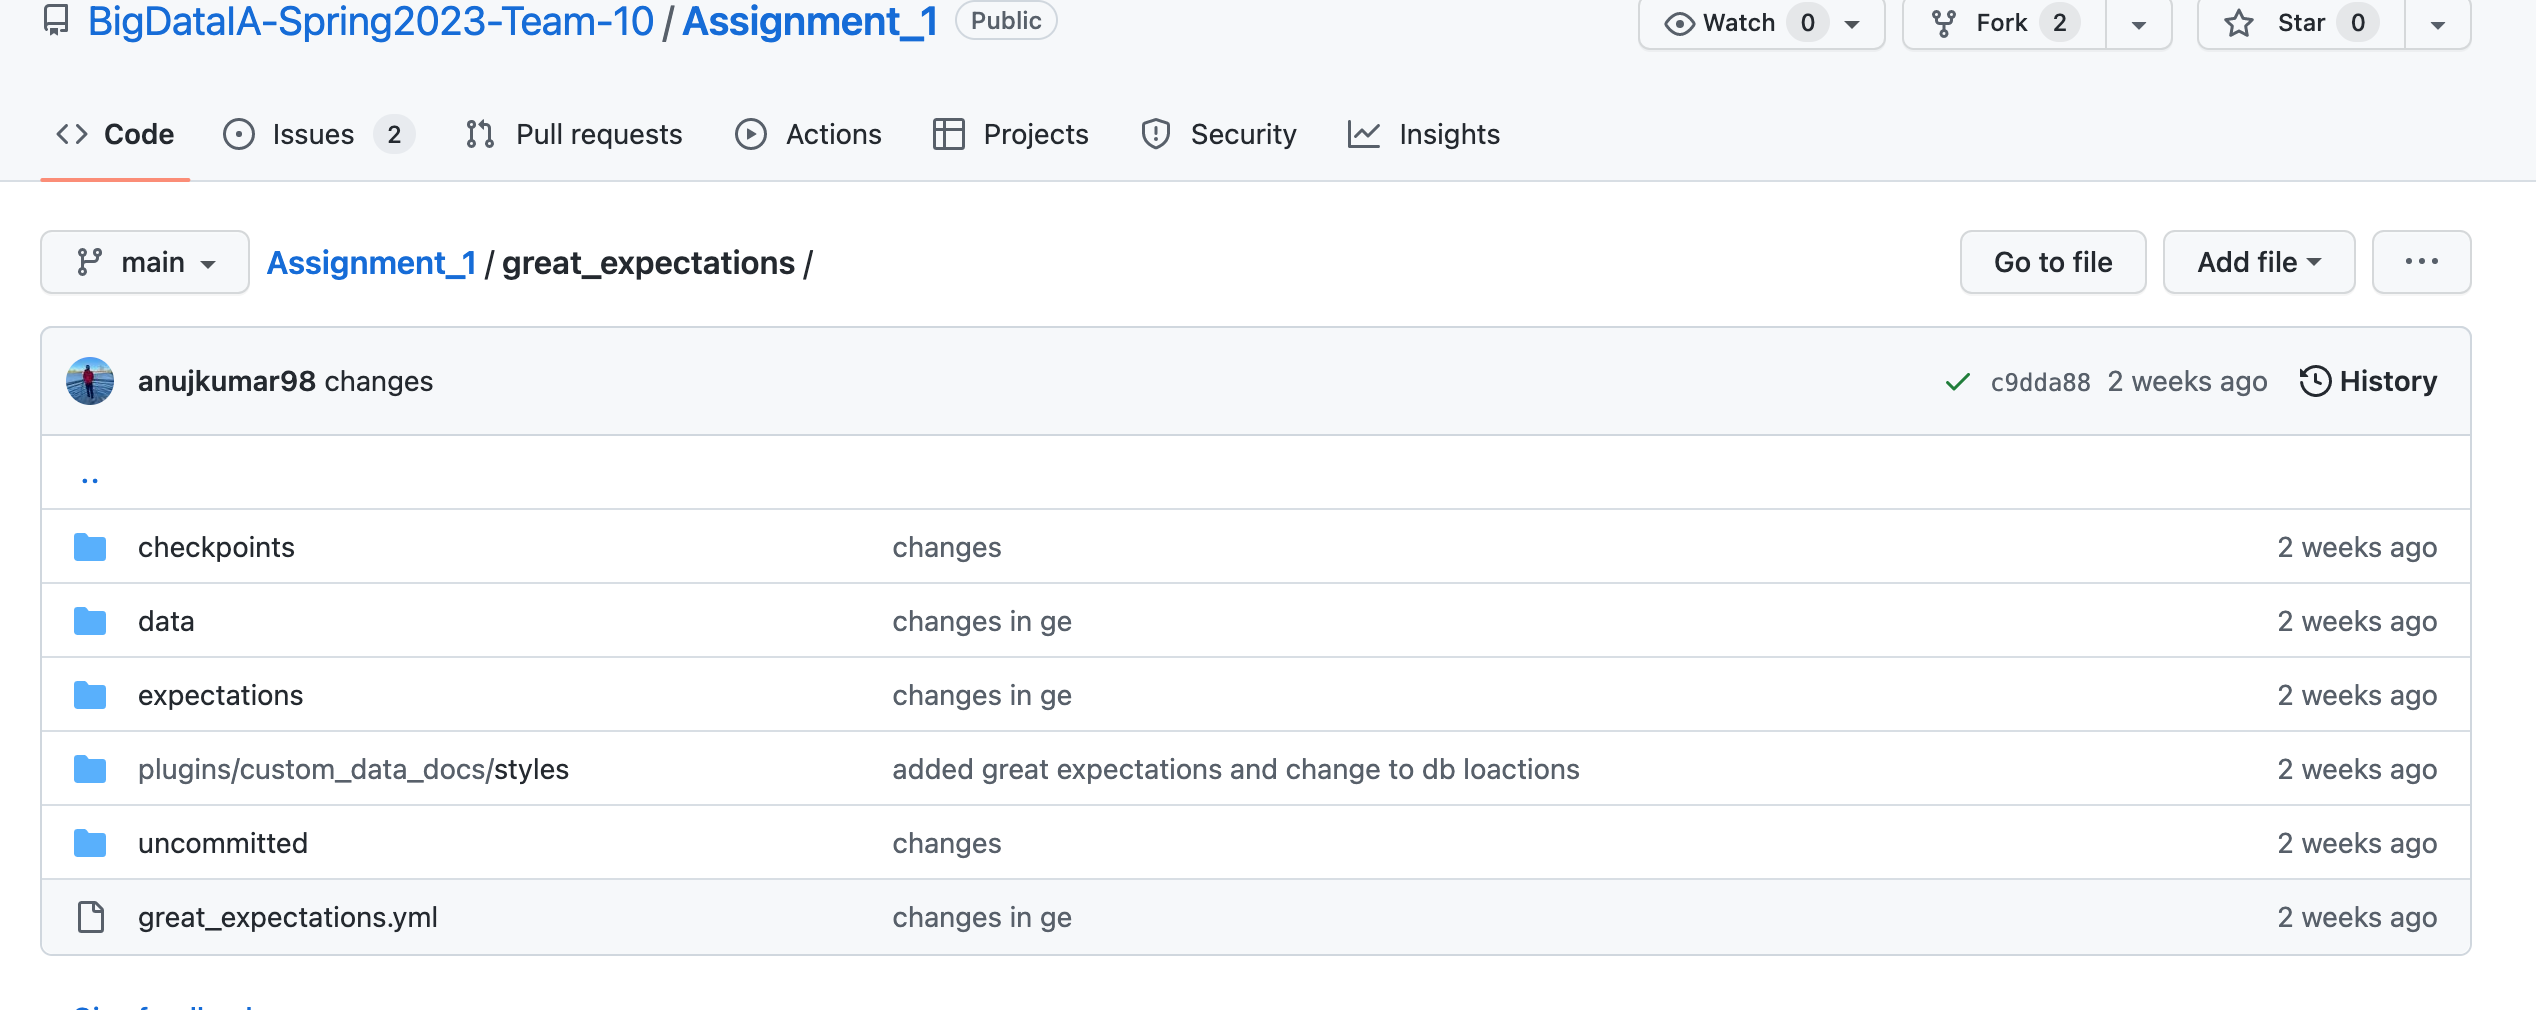 BigDataIA-Spring2023-Team-10 / Assignment_1 Public Watch 0 Fork 2 Star 0
Code Issues 2 Pull requests Actions Projects Security Insights
main Assignment_1 / great_expectations / Go to file Add file ...
anujkumar98 changes c9dda88 2 weeks ago History
..
checkpoints changes 2 weeks ago
data changes in ge 2 weeks ago
expectations changes in ge 2 weeks ago
plugins/custom_data_docs/styles added great expectations and change to db loactions 2 weeks ago
uncommitted changes 2 weeks ago
great_expectations.yml changes in ge 2 weeks ago